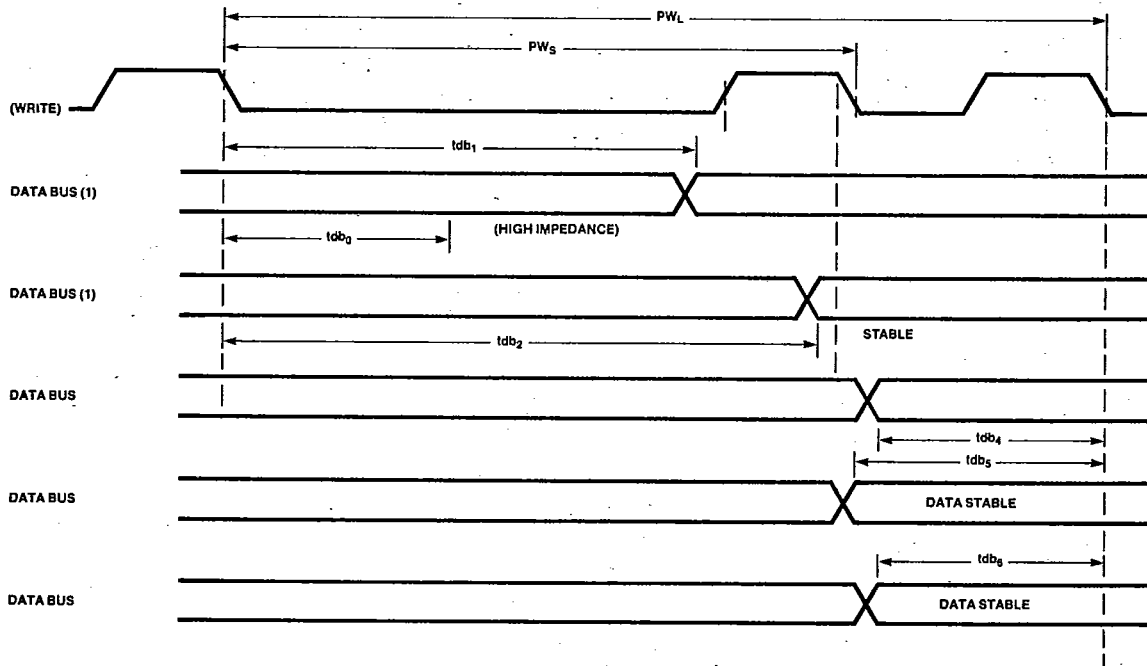 PWL
PWS
(WRITE)
tdb1
DATA BUS (1)
(HIGH IMPEDANCE)
tdb0
DATA BUS (1)
STABLE
tdb2
DATA BUS
tdb4
tdb5
DATA BUS
DATA STABLE
tdb6
DATA BUS
DATA STABLE